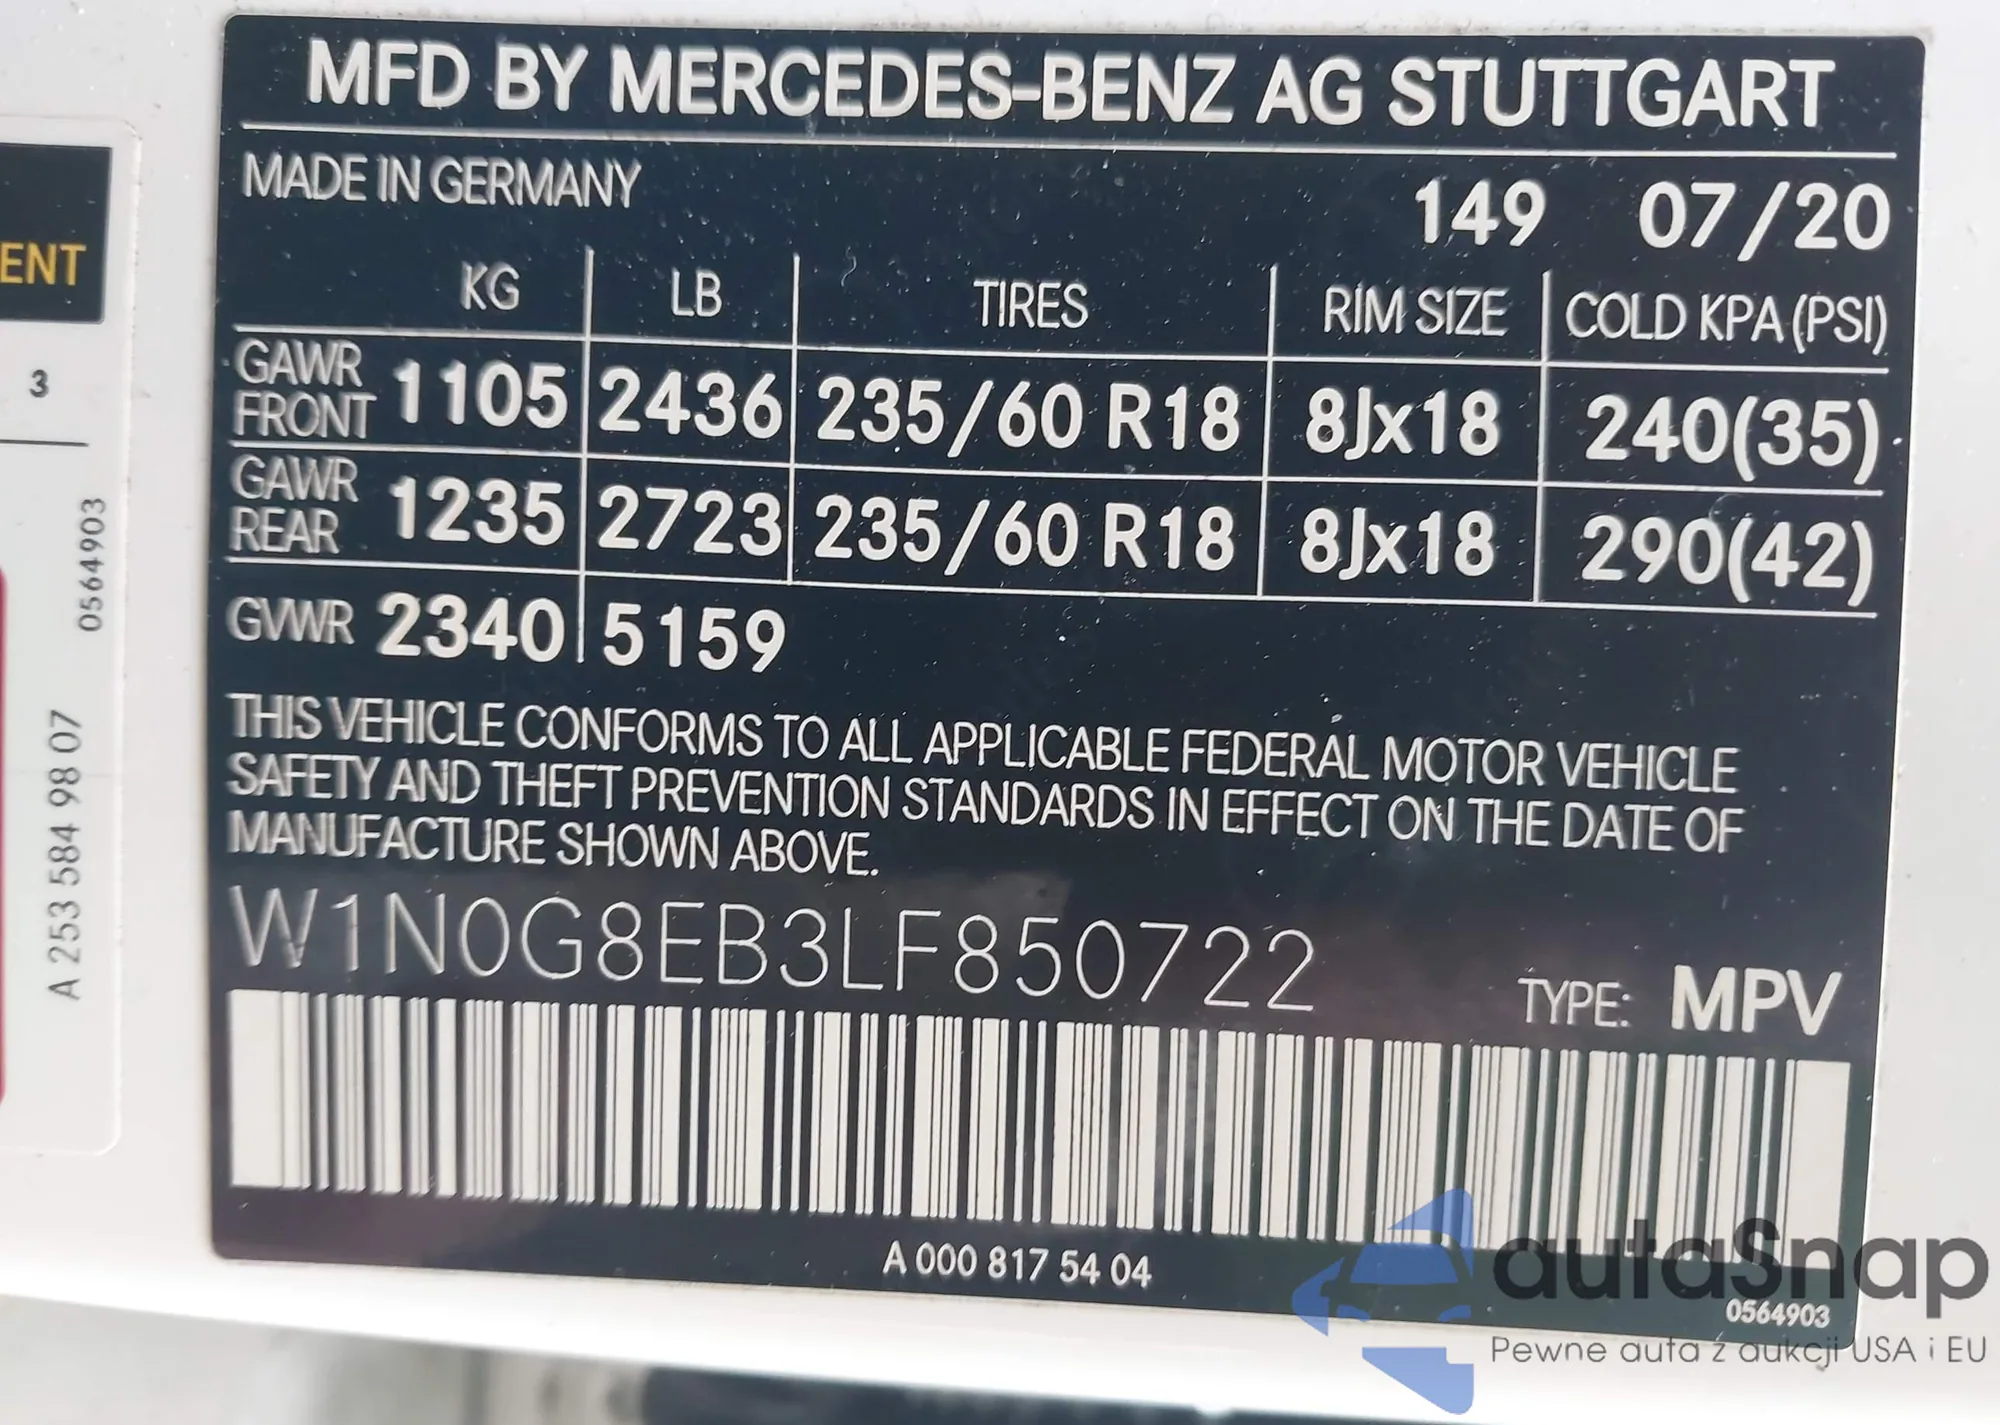 MFD BY MERCEDES-BENZ AG STUTTGART
MADE IN GERMANY 149 07/20
KG LB TIRES RIM SIZE COLD KPA (PSI)
GAWR FRONT 1105 2436 235/60 R18 8Jx18 240(35)
GAWR REAR 1235 2723 235/60 R18 8Jx18 290(42)
GVWR 2340 5159
THIS VEHICLE CONFORMS TO ALL APPLICABLE FEDERAL MOTOR VEHICLE
SAFETY AND THEFT PREVENTION STANDARDS IN EFFECT ON THE DATE OF
MANUFACTURE SHOWN ABOVE.
W1N0G8EB3LF850722 TYPE: MPV
A 000 817 54 04
0564903
ENT
3
0564903
A 253 584 98 07
autaSnap
Pewne auta z aukcji USA i EU